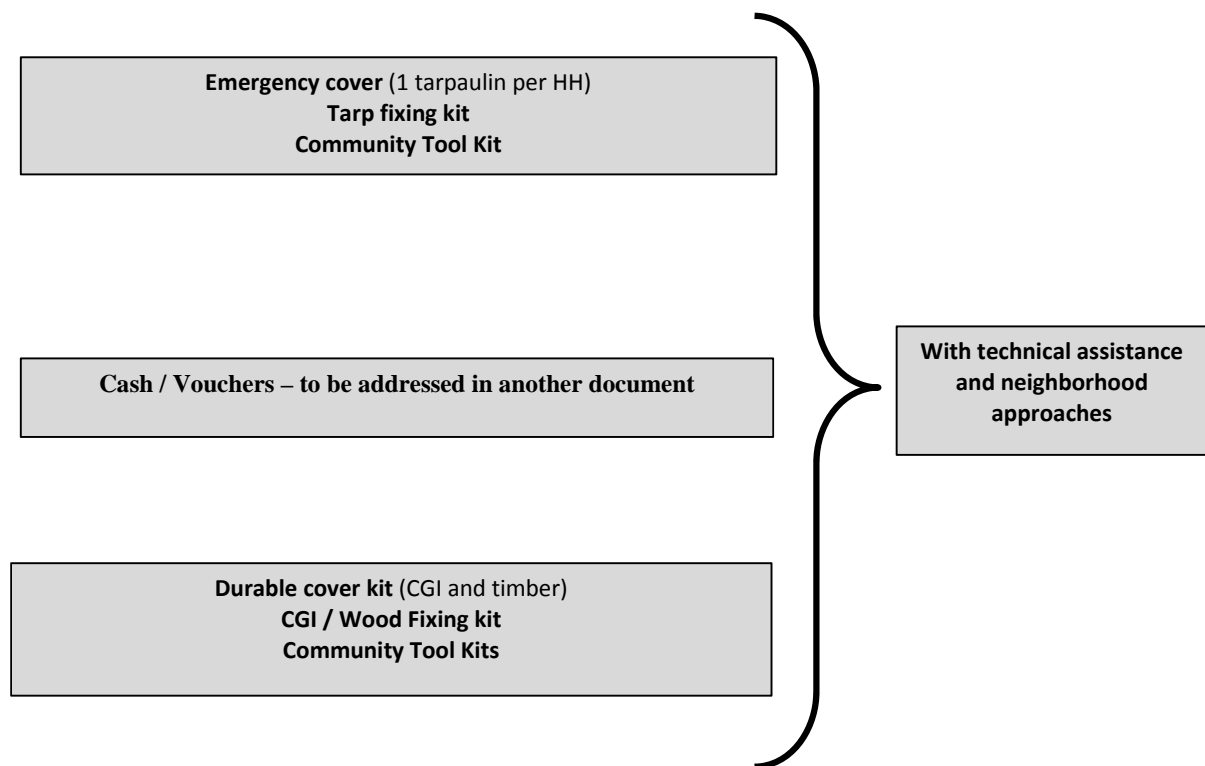 Emergency cover (1 tarpaulin per HH)
Tarp fixing kit
Community Tool Kit
Cash / Vouchers – to be addressed in another document
With technical assistance
and neighborhood
approaches
Durable cover kit (CGI and timber)
CGI / Wood Fixing kit
Community Tool Kits